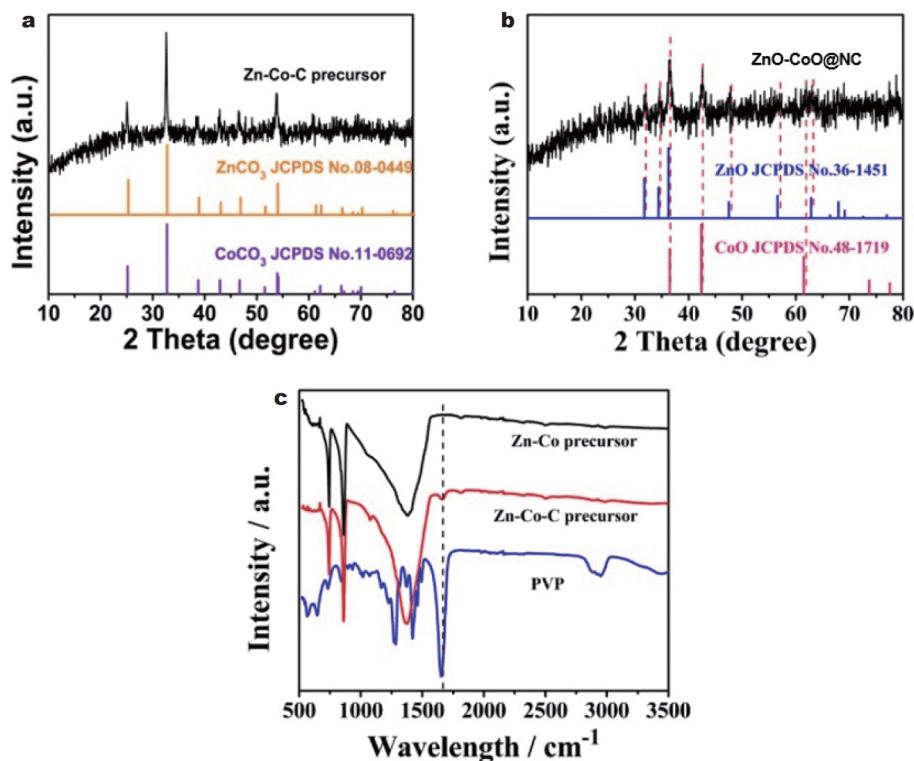 a
Zn-Co-C precursor
ZnCO3 JCPDS No.08-0449
CoCO3 JCPDS No.11-0692
Intensity (a.u.)
10 20 30 40 50 60 70 80
2 Theta (degree)
b
ZnO-CoO@NC
ZnO JCPDS No.36-1451
CoO JCPDS No.48-1719
Intensity (a.u.)
10 20 30 40 50 60 70 80
2 Theta (degree)
c
Zn-Co precursor
Zn-Co-C precursor
PVP
Intensity / a.u.
500 1000 1500 2000 2500 3000 3500
Wavelength / cm-1